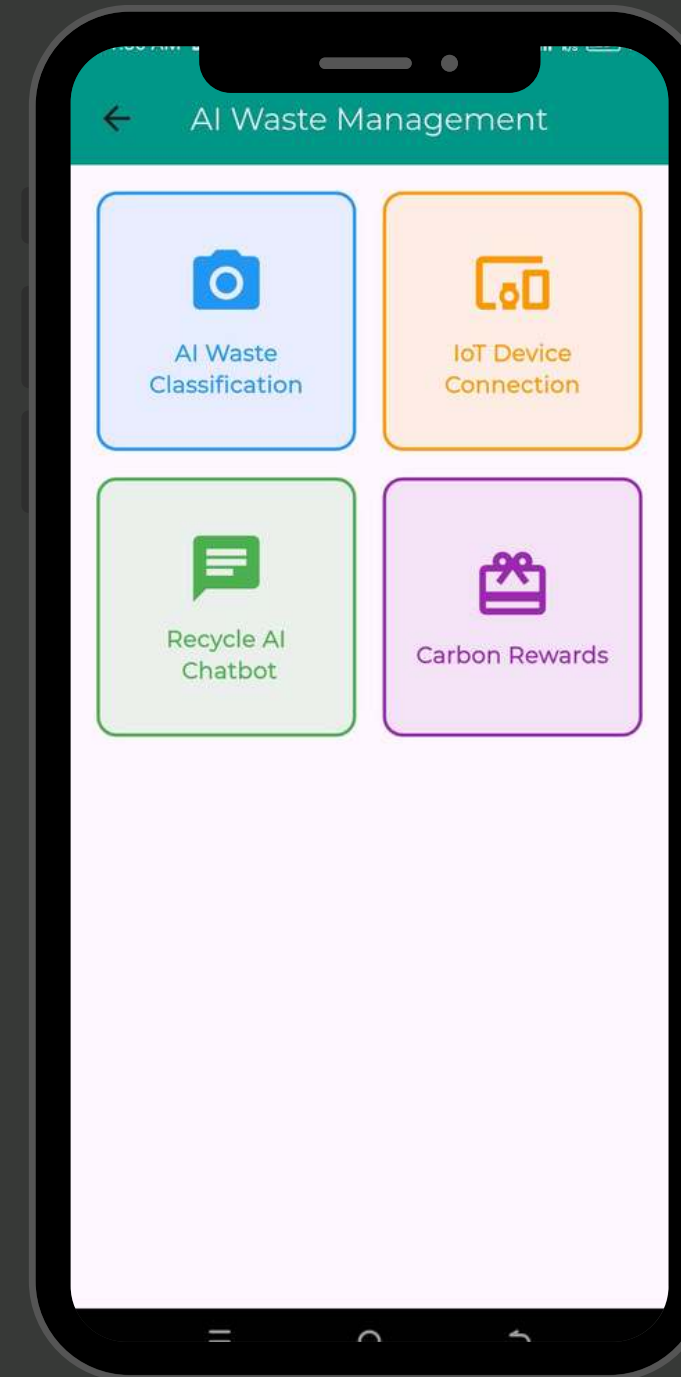 AI Waste Management
AI Waste
Classification
IoT Device
Connection
Recycle AI
Chatbot
Carbon Rewards